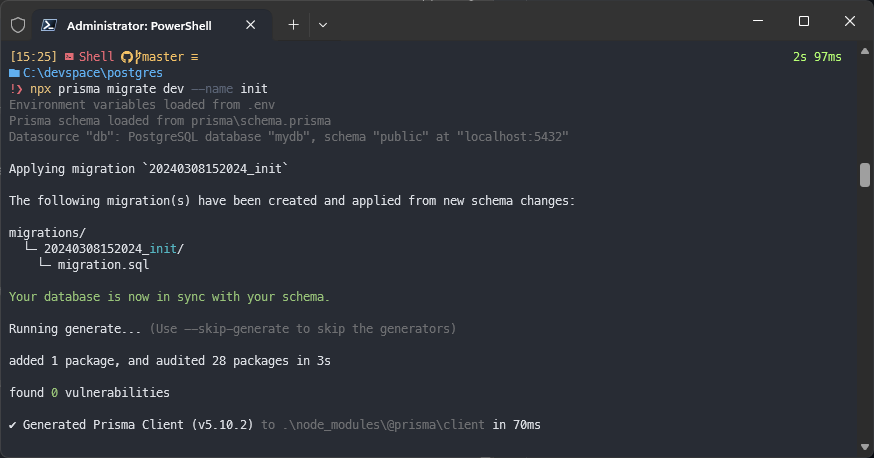 Administrator: PowerShell
[15:25] Shell master ≡ 2s 97ms
C:\devspace\postgres
!❯ npx prisma migrate dev --name init
Environment variables loaded from .env
Prisma schema loaded from prisma\schema.prisma
Datasource "db": PostgreSQL database "mydb", schema "public" at "localhost:5432"
Applying migration `20240308152024_init`
The following migration(s) have been created and applied from new schema changes:
migrations/
└─ 20240308152024_init/
└─ migration.sql
Your database is now in sync with your schema.
Running generate... (Use --skip-generate to skip the generators)
added 1 package, and audited 28 packages in 3s
found 0 vulnerabilities
✔ Generated Prisma Client (v5.10.2) to .\node_modules\@prisma\client in 70ms